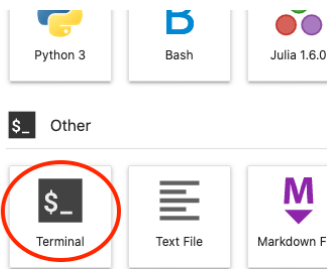 B
Python 3 Bash Julia 1.6.0
$_ Other
$_ M
Terminal Text File Markdown F